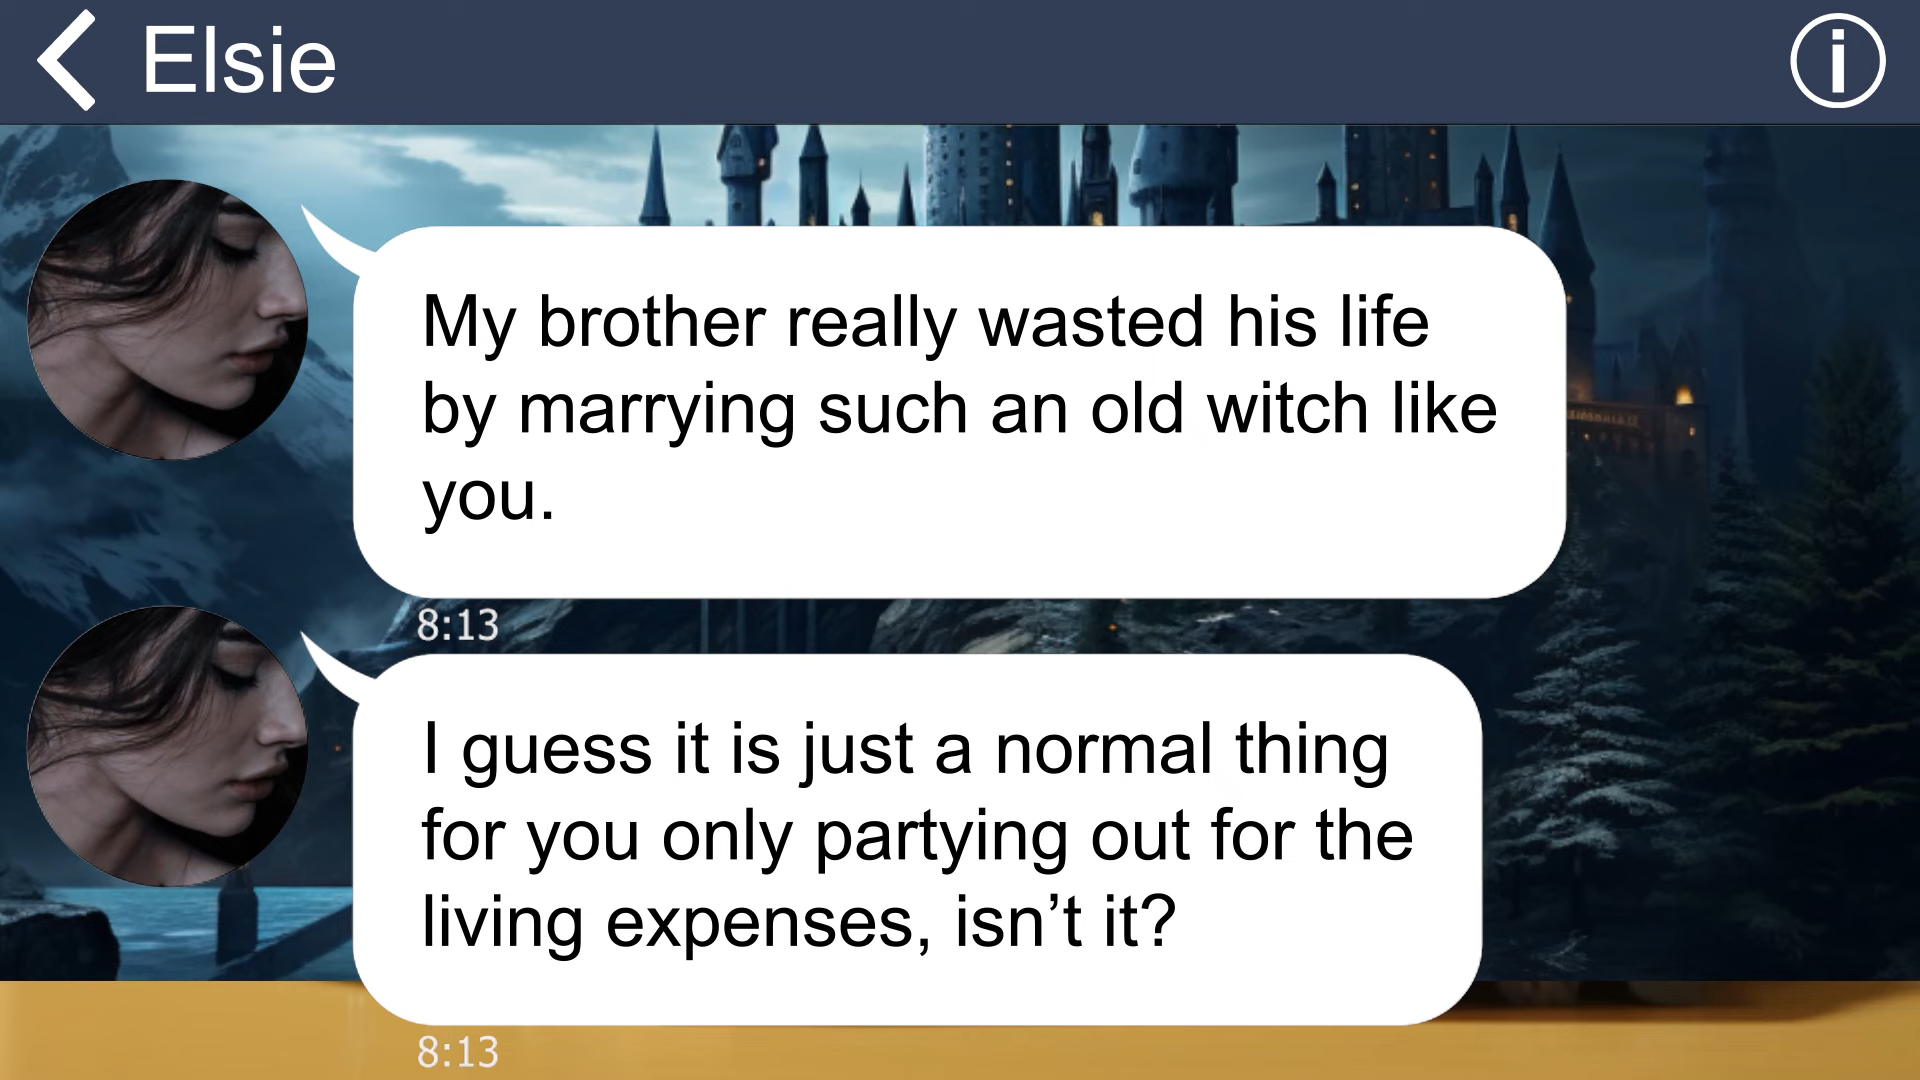 Elsie
My brother really wasted his life
by marrying such an old witch like
you.
8:13
I guess it is just a normal thing
for you only partying out for the
living expenses, isn’t it?
8:13